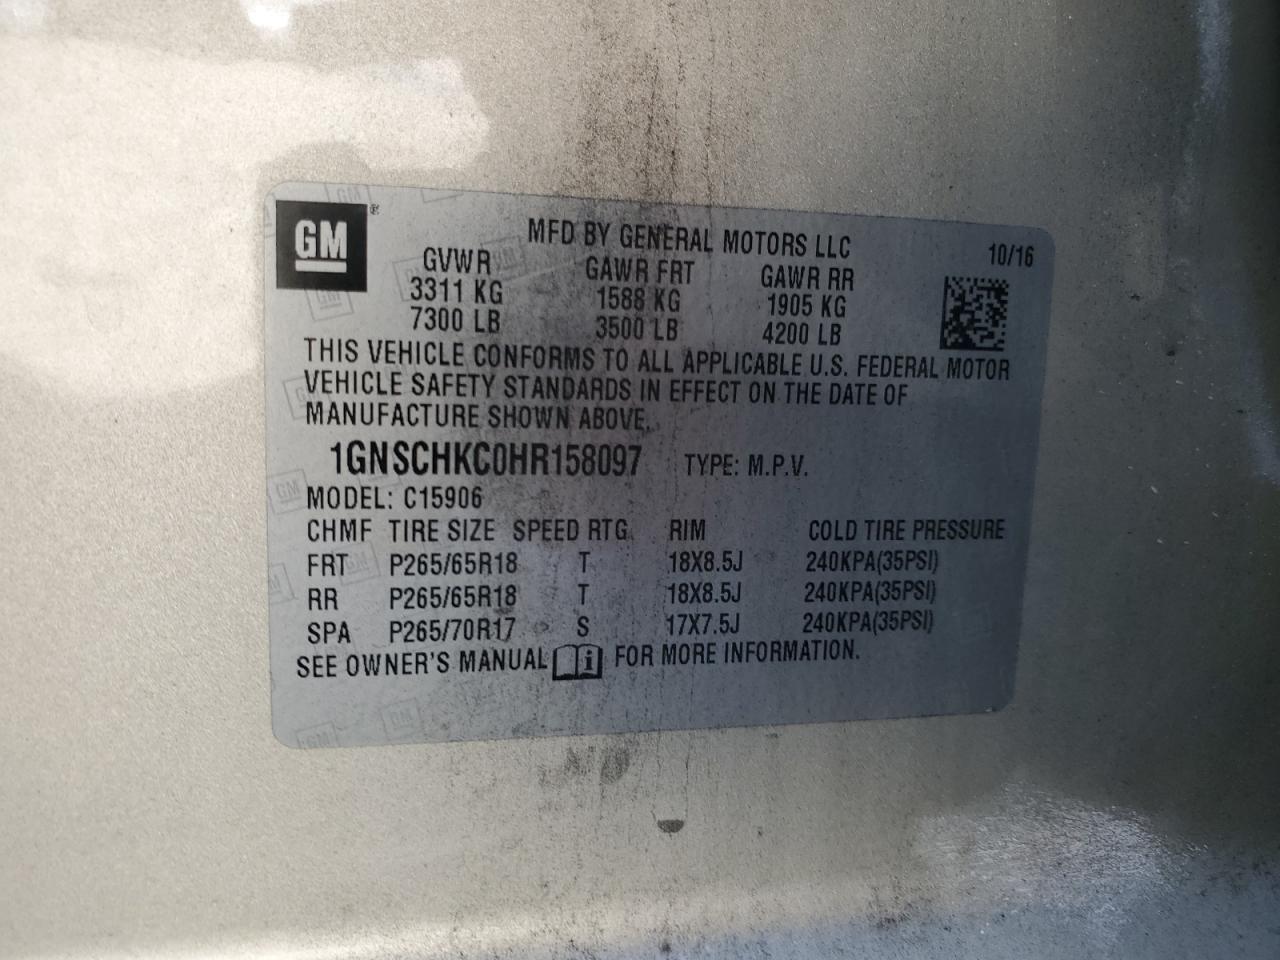 GM
MFD BY GENERAL MOTORS LLC 10/16
GVWR GAWR FRT GAWR RR
3311 KG 1588 KG 1905 KG
7300 LB 3500 LB 4200 LB
THIS VEHICLE CONFORMS TO ALL APPLICABLE U.S. FEDERAL MOTOR
VEHICLE SAFETY STANDARDS IN EFFECT ON THE DATE OF
MANUFACTURE SHOWN ABOVE.
1GNSCHKC0HR158097 TYPE: M.P.V.
MODEL: C15906
CHMF TIRE SIZE SPEED RTG RIM COLD TIRE PRESSURE
FRT P265/65R18 T 18X8.5J 240KPA(35PSI)
RR P265/65R18 T 18X8.5J 240KPA(35PSI)
SPA P265/70R17 S 17X7.5J 240KPA(35PSI)
SEE OWNER'S MANUAL i FOR MORE INFORMATION.